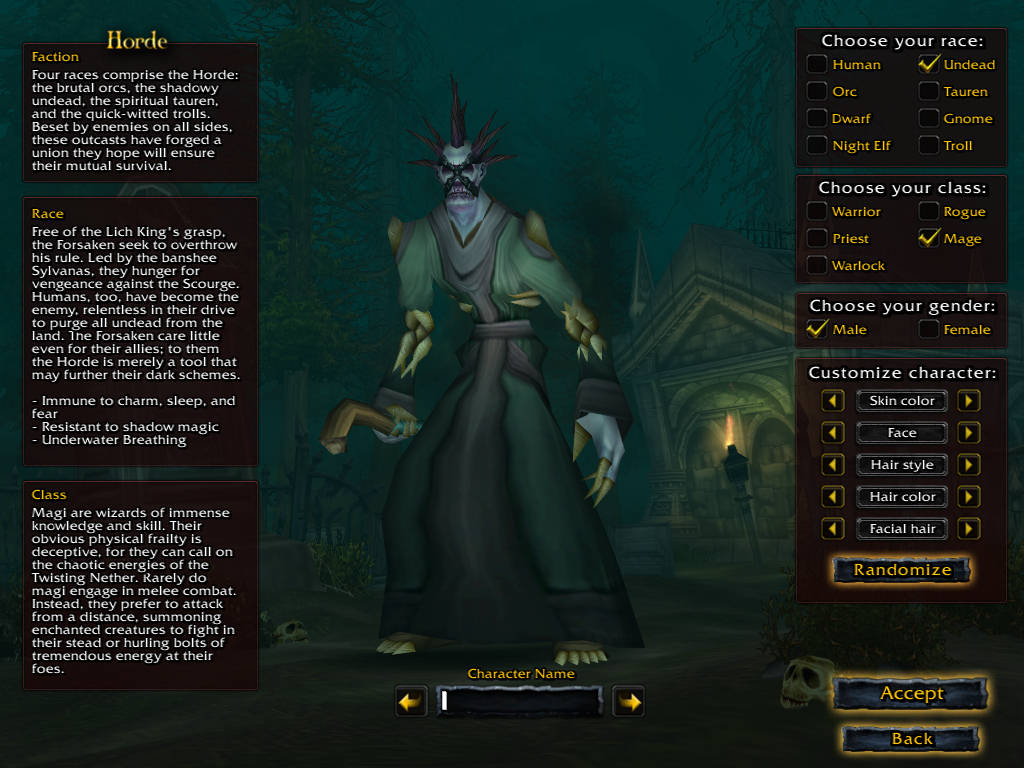 Horde
Faction
Four races comprise the Horde:
the brutal orcs, the shadowy
undead, the spiritual tauren,
and the quick-witted trolls.
Beset by enemies on all sides,
these outcasts have forged a
union they hope will ensure
their mutual survival.
Race
Free of the Lich King's grasp,
the Forsaken seek to overthrow
his rule. Led by the banshee
Sylvanas, they hunger for
vengeance against the Scourge.
Humans, too, have become the
enemy, relentless in their drive
to purge all undead from the
land. The Forsaken care little
even for their allies; to them
the Horde is merely a tool that
may further their dark schemes.
- Immune to charm, sleep, and
fear
- Resistant to shadow magic
- Underwater Breathing
Class
Magi are wizards of immense
knowledge and skill. Their
obvious physical frailty is
deceptive, for they can call on
the chaotic energies of the
Twisting Nether. Rarely do
magi engage in melee combat.
Instead, they prefer to attack
from a distance, summoning
enchanted creatures to fight in
their stead or hurling bolts of
tremendous energy at their
foes.
Character Name
Choose your race:
Human Undead
Orc Tauren
Dwarf Gnome
Night Elf Troll
Choose your class:
Warrior Rogue
Priest Mage
Warlock
Choose your gender:
Male Female
Customize character:
Skin color
Face
Hair style
Hair color
Facial hair
Randomize
Accept
Back